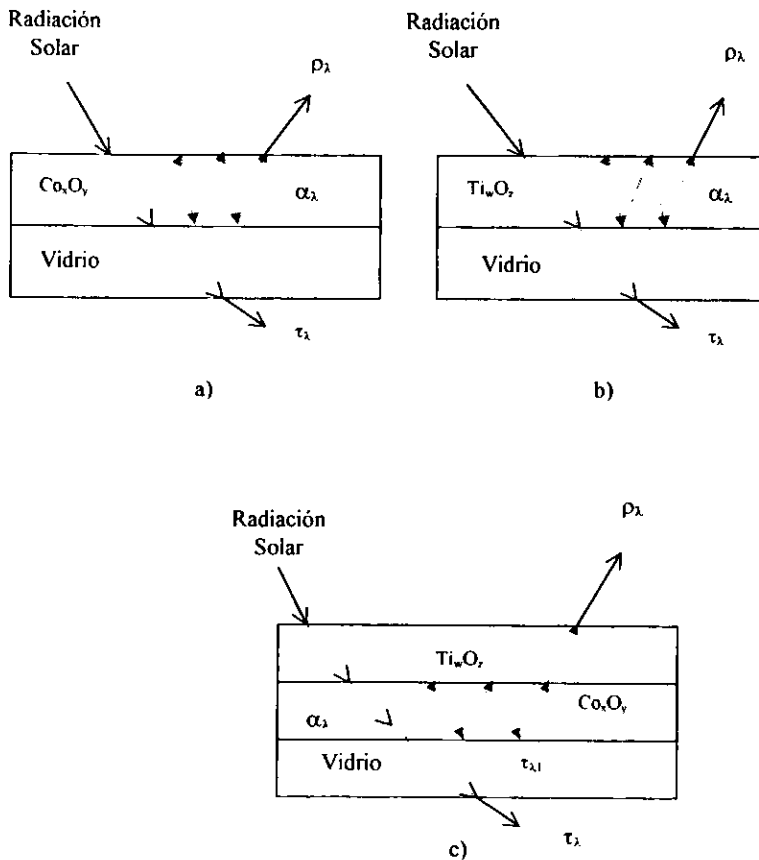 Radiación
Solar
ρλ
CoxOy
αλ
Vidrio
τλ
a)
Radiación
Solar
ρλ
TiwOz
αλ
Vidrio
τλ
b)
Radiación
Solar
ρλ
TiwOz
CoxOy
αλ
Vidrio
τλ1
τλ
c)